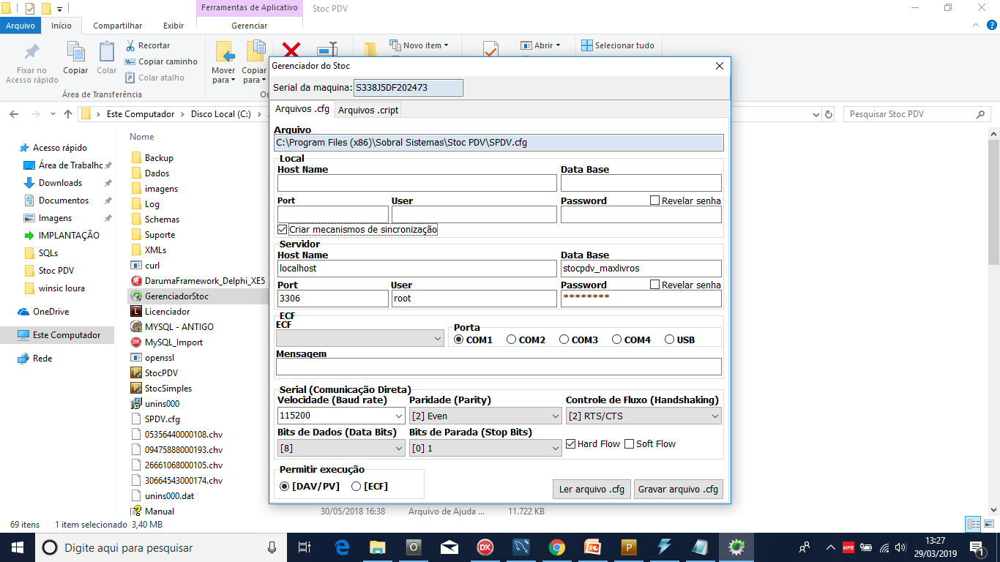 Ferramentas de Aplicativo
Stoc PDV
Arquivo
Início
Compartilhar
Exibir
Gerenciar
Fixar no
Acesso rápido
Copiar
Colar
Recortar
Copiar caminho
Colar atalho
Área de Transferência
Mover
para
Copiar
para
Novo item
Abrir
Selecionar tudo
Este Computador
Disco Local (C:)
Pesquisar Stoc PDV
Acesso rápido
Área de Trabalho
Downloads
Documentos
Imagens
IMPLANTAÇÃO
SQLs
Stoc PDV
winsic loura
OneDrive
Este Computador
Rede
Nome
Backup
Dados
imagens
Log
Schemas
Suporte
XMLs
curl
DarumaFramework_Delphi_XE5
GerenciadorStoc
Licenciador
MYSQL - ANTIGO
MySQL_Import
openssl
StocPDV
StocSimples
unins000
SPDV.cfg
05356440000108.chv
09475888000193.chv
26661068000105.chv
30664543000174.chv
unins000.dat
Manual
30/05/2018 16:38
Arquivo de Ajuda ...
11.722 KB
Gerenciador do Stoc
Serial da maquina: S338J5DF202473
Arquivos .cfg
Arquivos .cript
Arquivo
C:\Program Files (x86)\Sobral Sistemas\Stoc PDV\SPDV.cfg
Local
Host Name
Data Base
Port
User
Password
Revelar senha
Criar mecanismos de sincronização
Servidor
Host Name
Data Base
localhost
stocpdv_maxlivros
Port
User
Password
Revelar senha
3306
root
********
ECF
ECF
Porta
COM1
COM2
COM3
COM4
USB
Mensagem
Serial (Comunicação Direta)
Velocidade (Baud rate)
Paridade (Parity)
Controle de Fluxo (Handshaking)
115200
[2] Even
[2] RTS/CTS
Bits de Dados (Data Bits)
Bits de Parada (Stop Bits)
[8]
[0] 1
Hard Flow
Soft Flow
Permitir execução
[DAV/PV]
[ECF]
Ler arquivo .cfg
Gravar arquivo .cfg
69 itens
1 item selecionado 3,40 MB
Digite aqui para pesquisar
MFE
13:27
29/03/2019
1